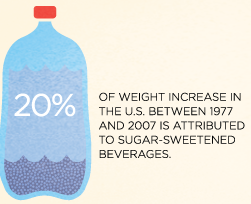 20%
OF WEIGHT INCREASE IN
THE U.S. BETWEEN 1977
AND 2007 IS ATTRIBUTED
TO SUGAR-SWEETENED
BEVERAGES.